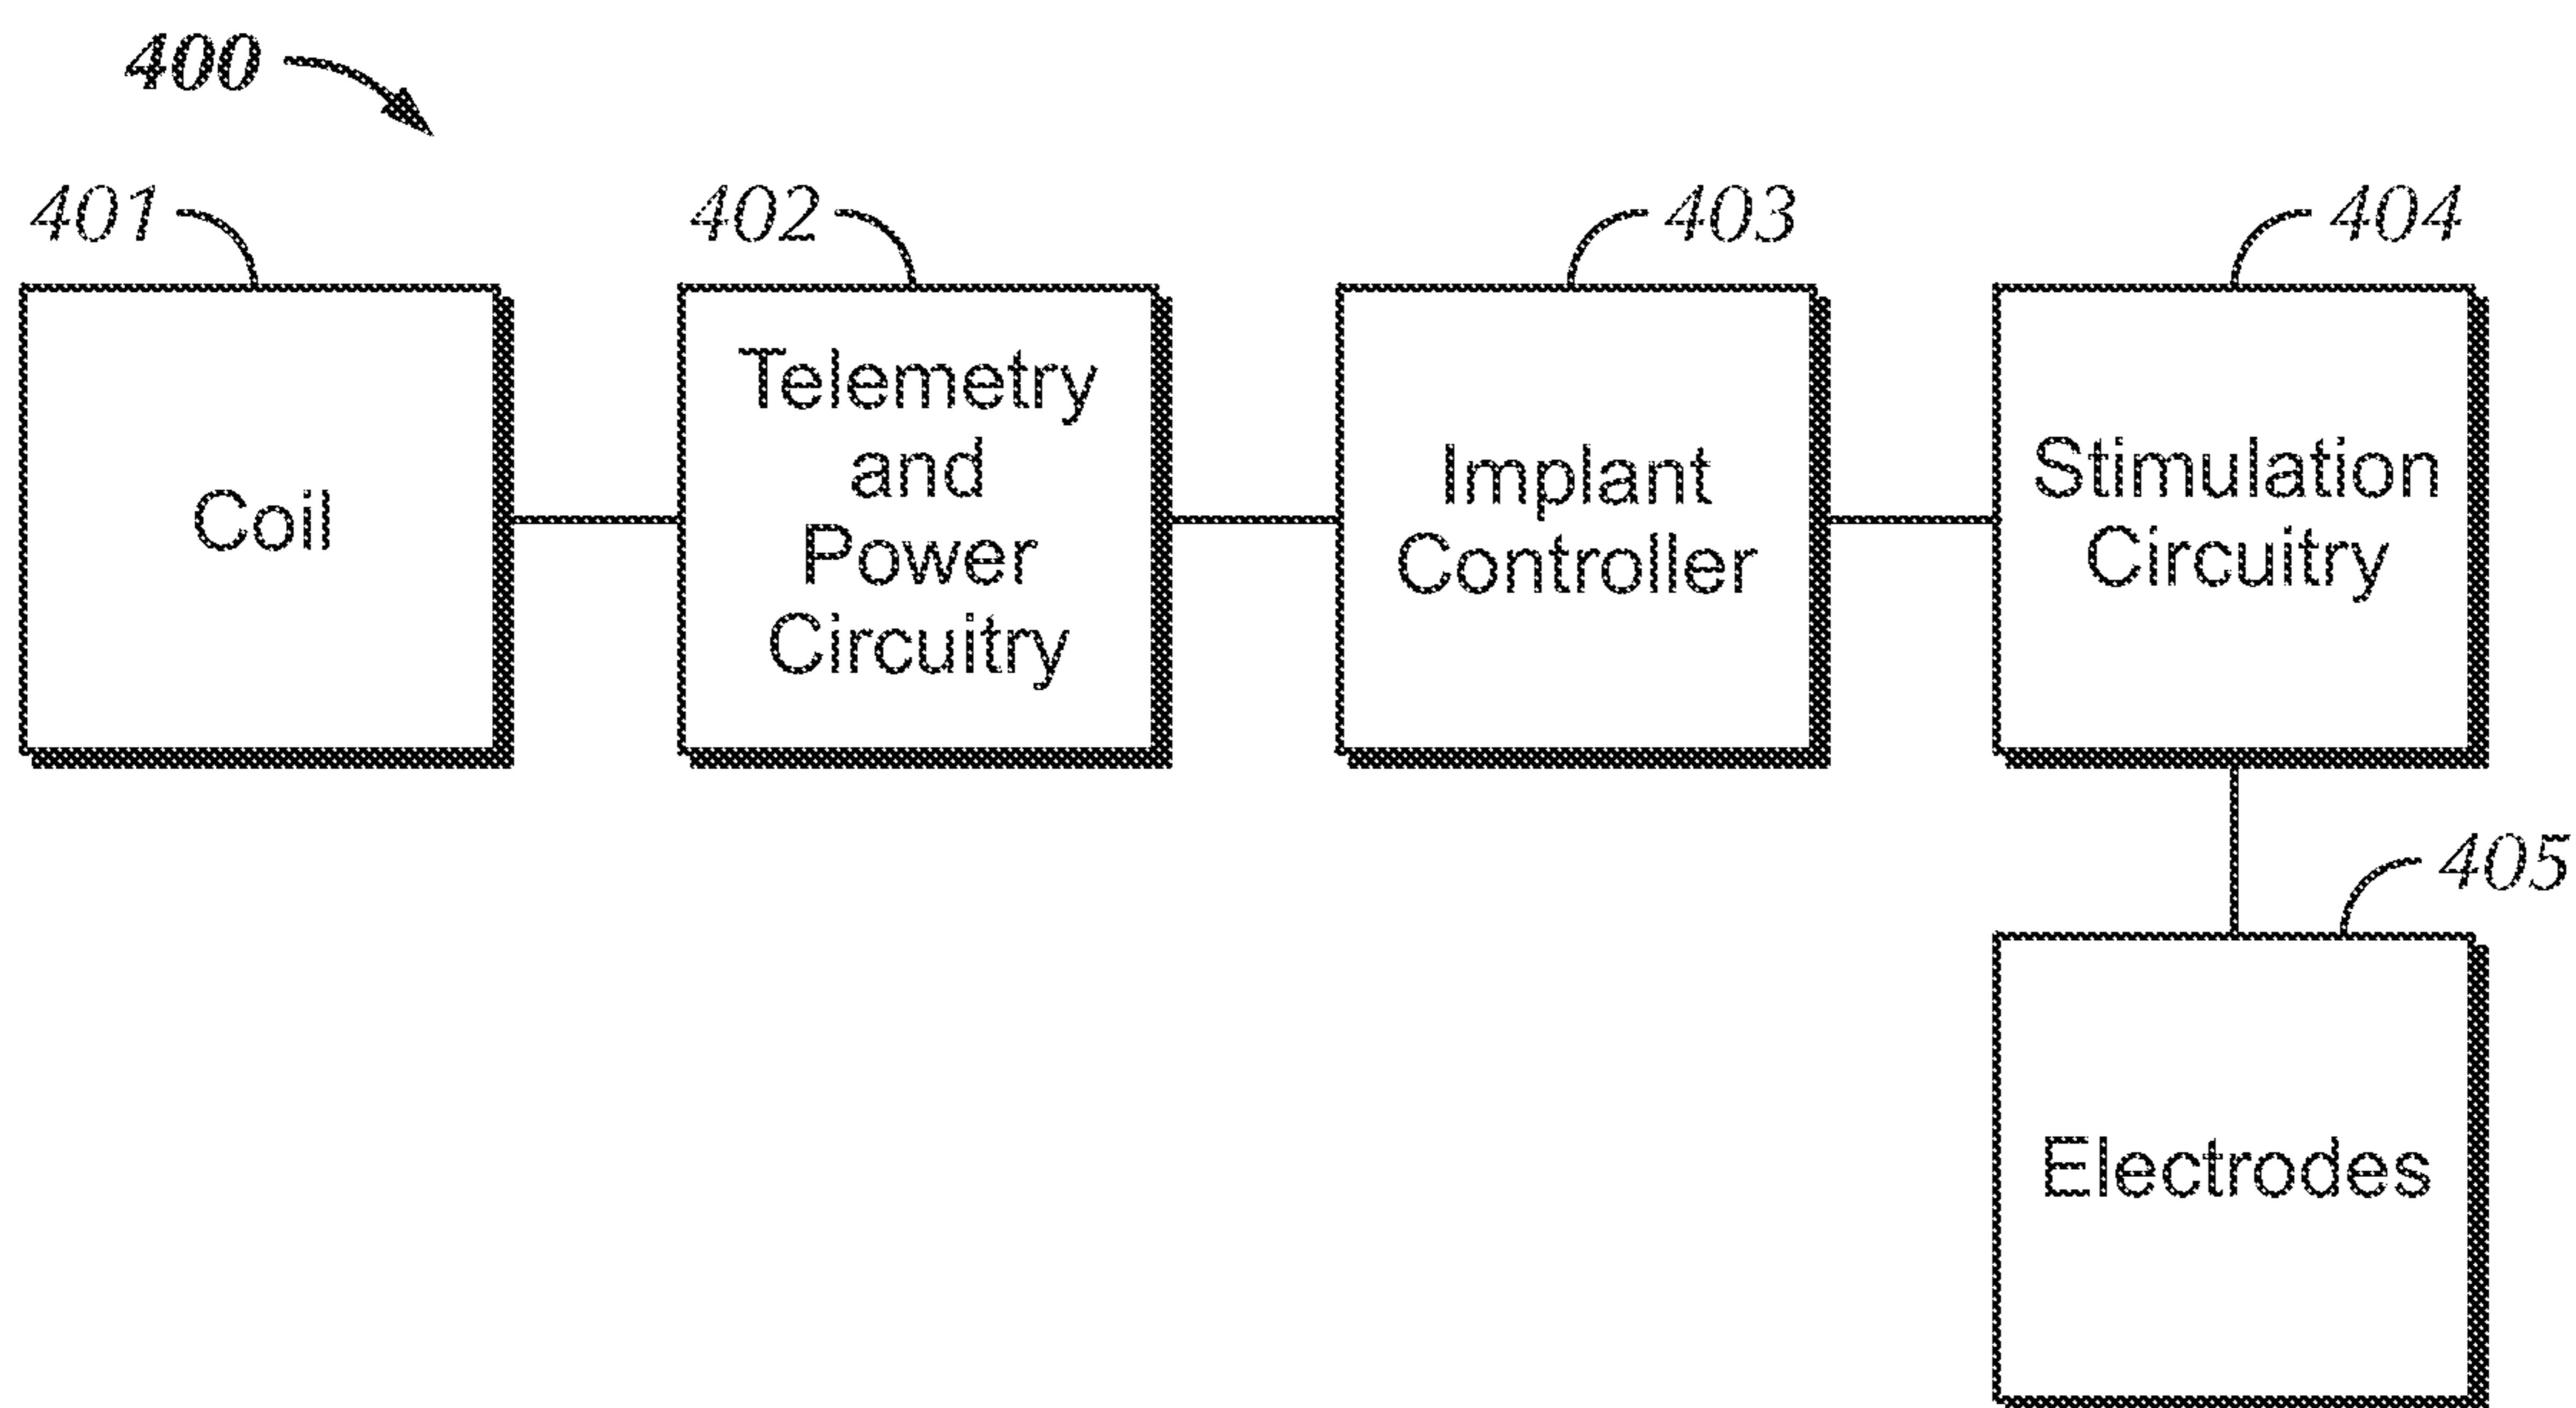 400
401
402
403
404
Coil
Telemetry
and
Power
Circuitry
Implant
Controller
Stimulation
Circuitry
405
Electrodes